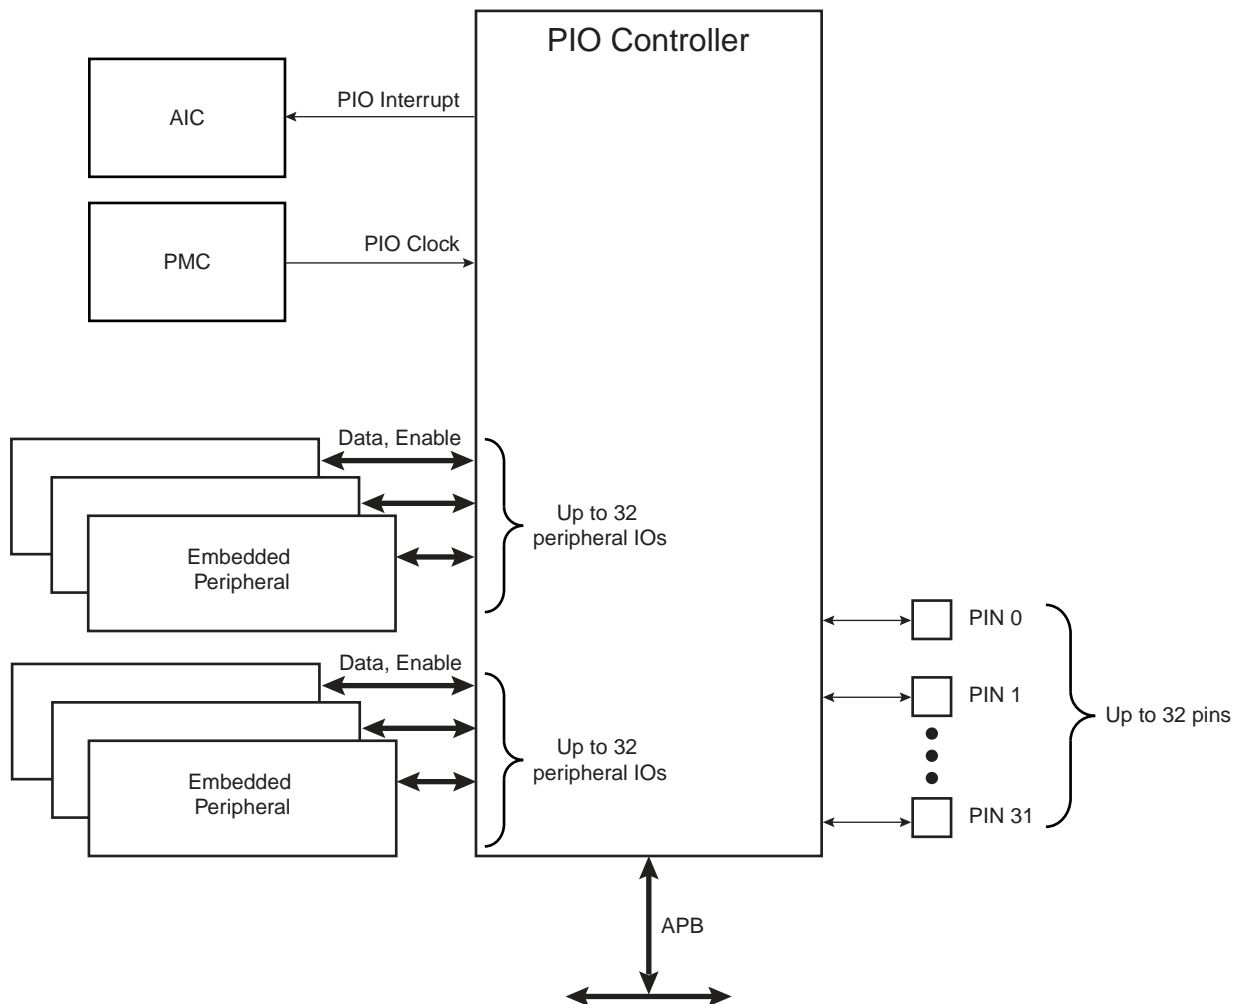 PIO Controller
AIC
PIO Interrupt
PMC
PIO Clock
Data, Enable
Up to 32
peripheral IOs
Embedded
Peripheral
PIN 0
Data, Enable
PIN 1
Up to 32 pins
Up to 32
peripheral IOs
Embedded
Peripheral
PIN 31
APB